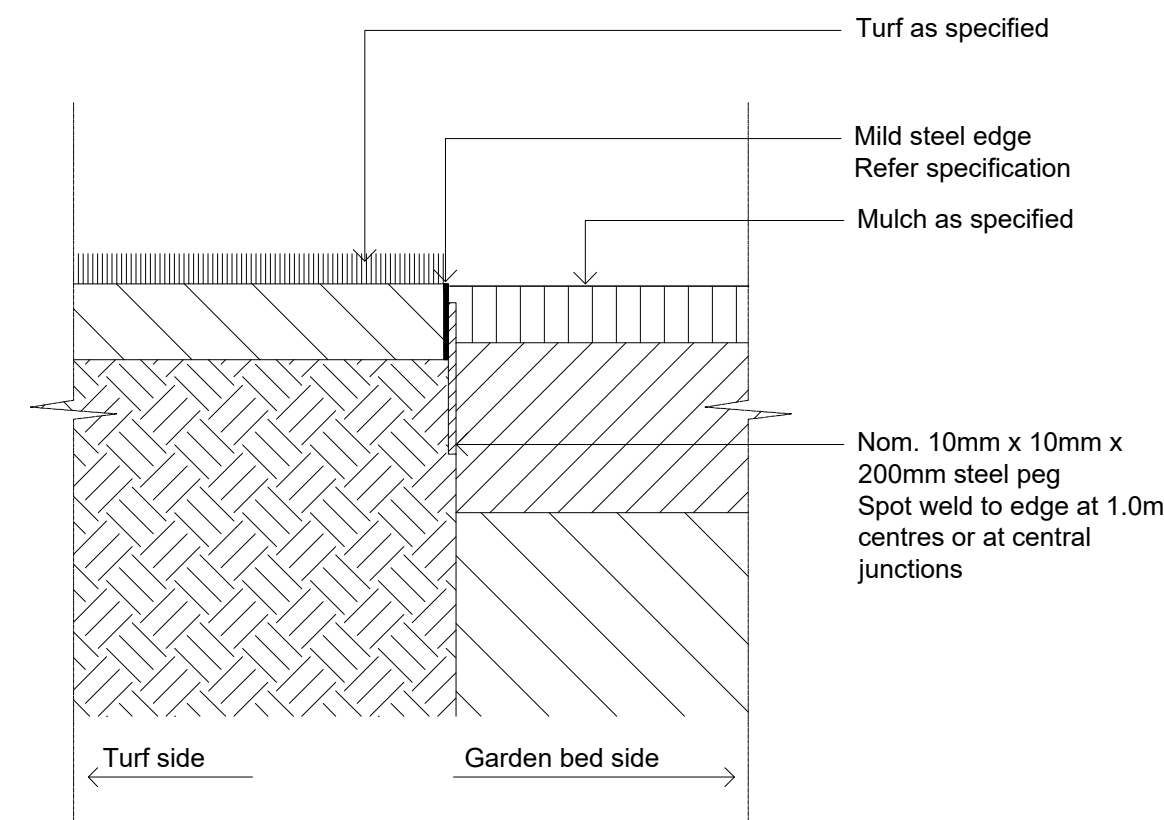 Turf as specified
Mild steel edge
Refer specification
Mulch as specified
Nom. 10mm x 10mm x
200mm steel peg
Spot weld to edge at 1.0m
centres or at central
junctions
Turf side
Garden bed side